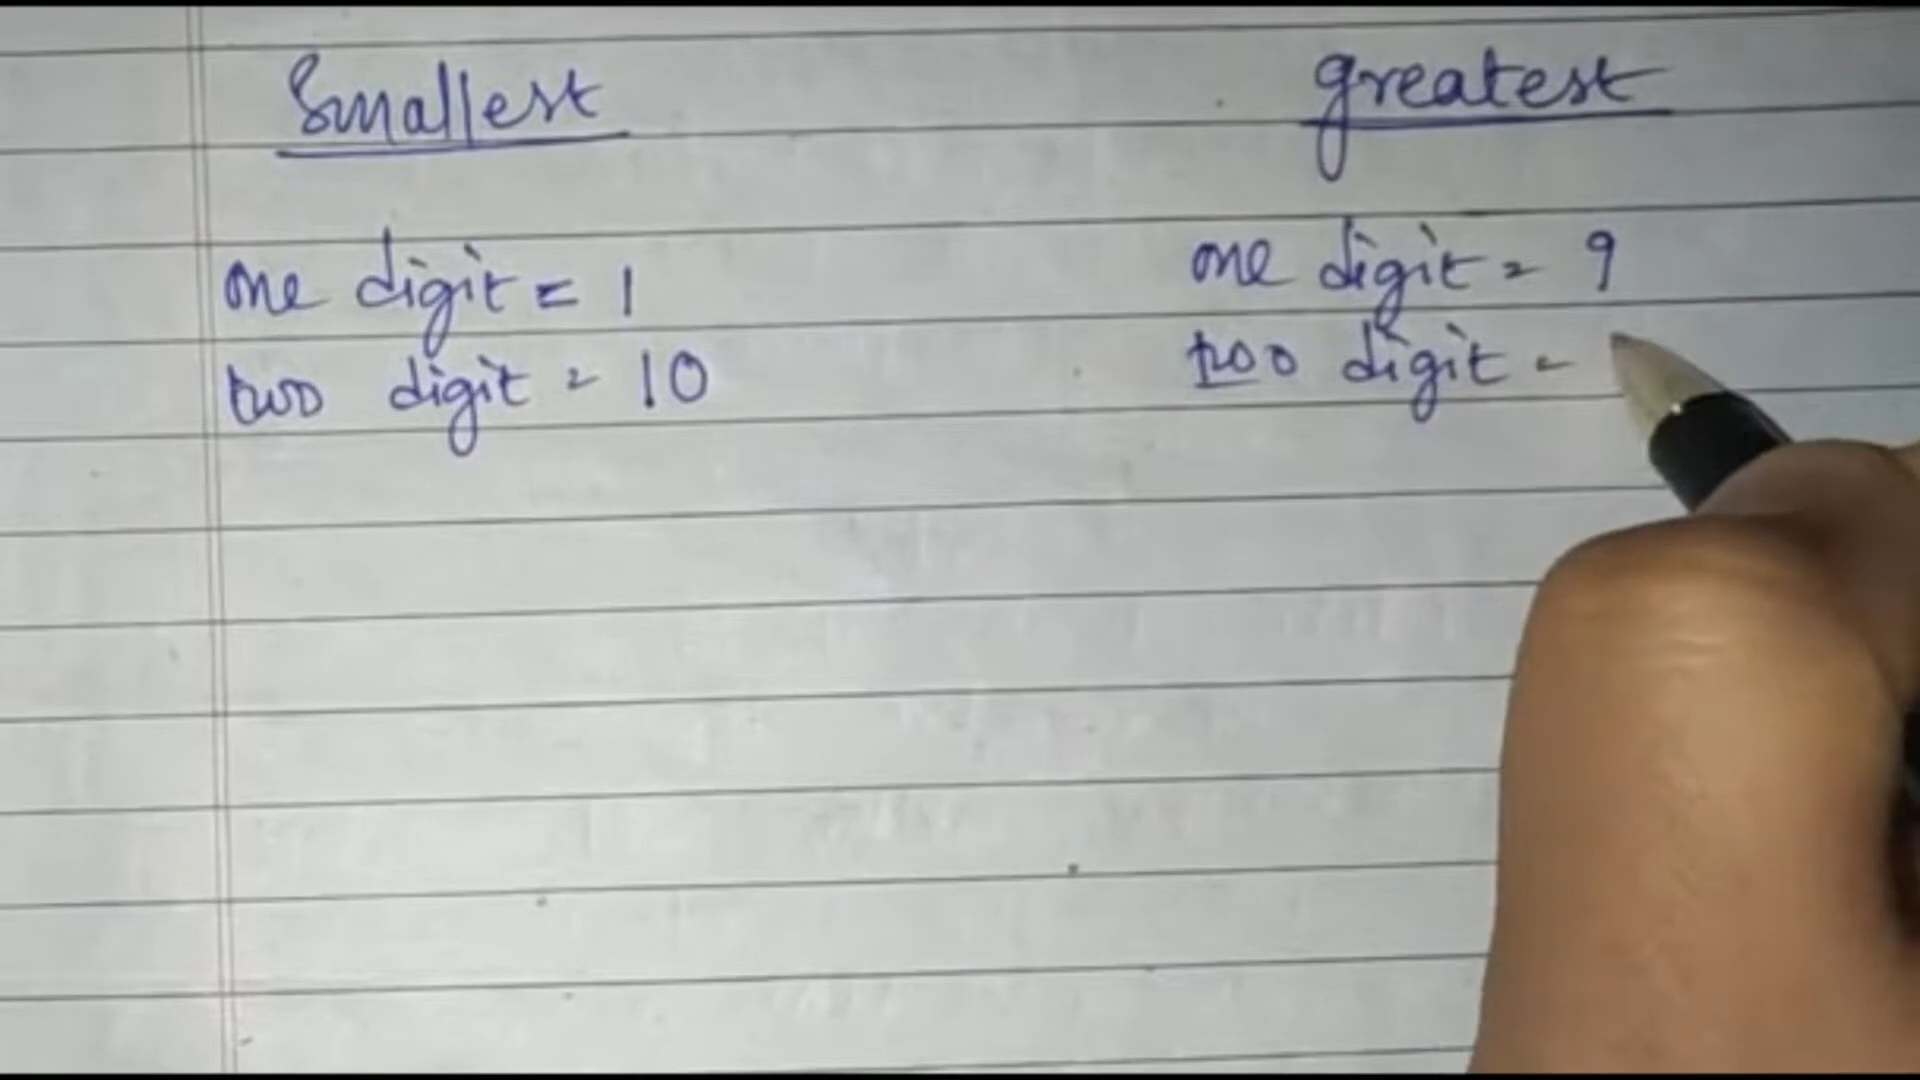 Smallest greatest
one digit = 1 one digit = 9
two digit = 10 two digit =